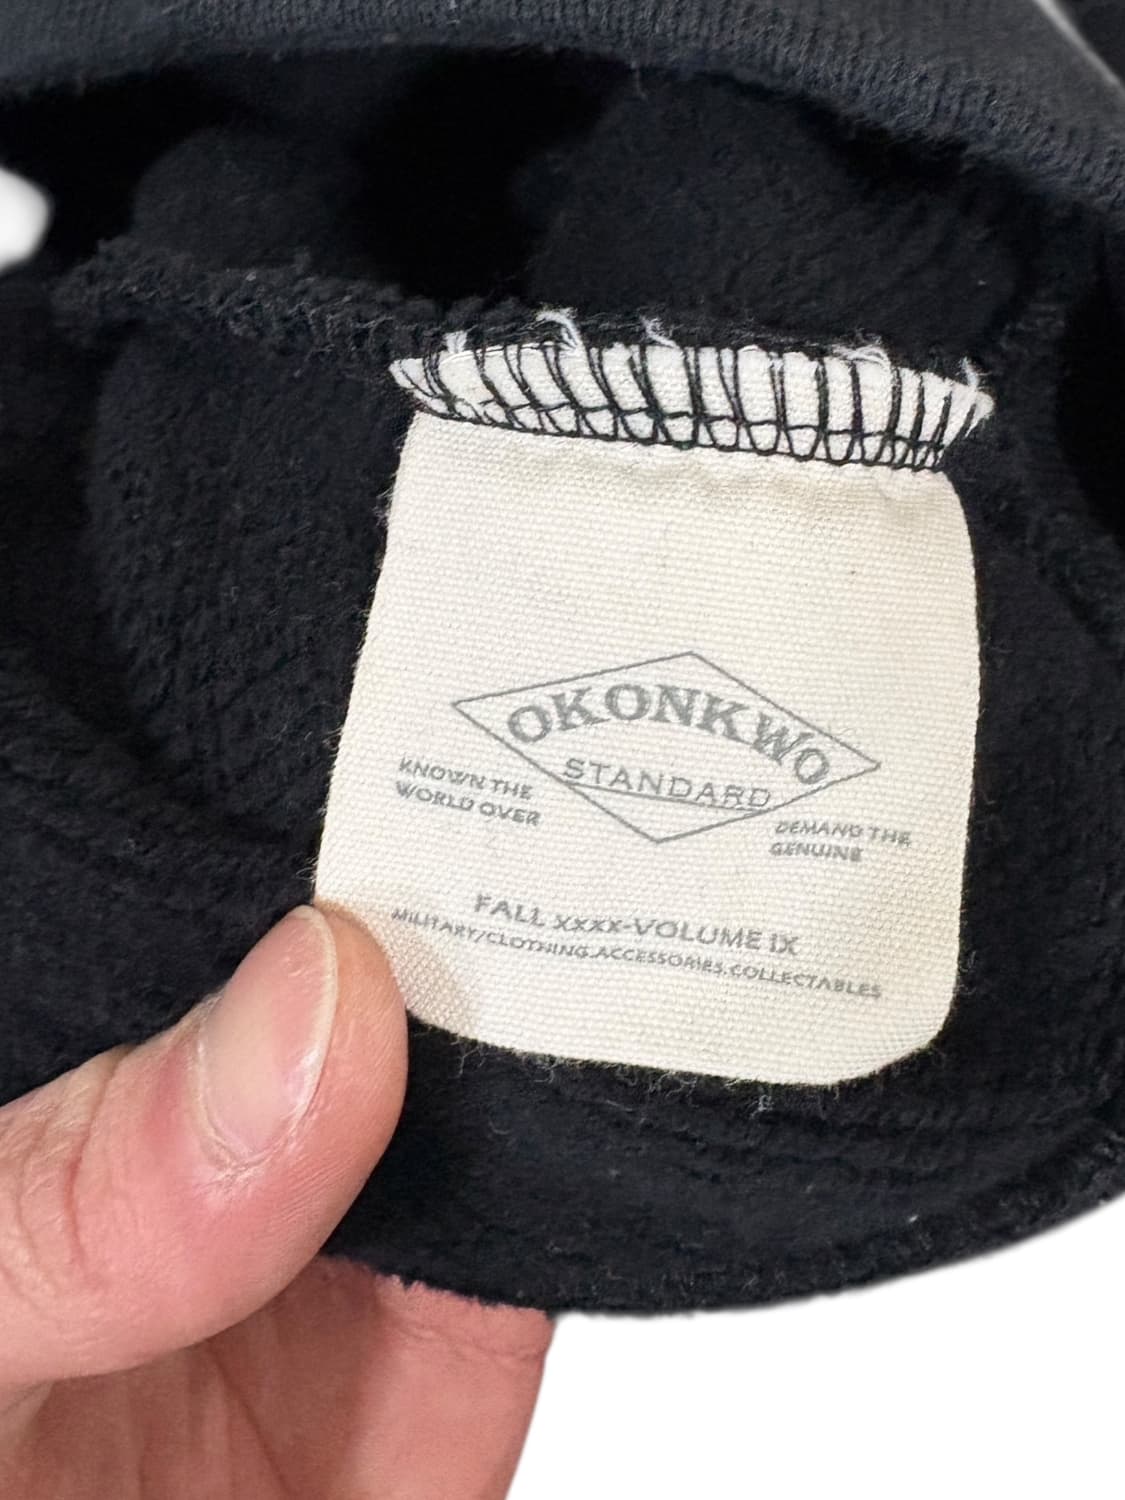 OKONKWO
STANDARD
KNOWN THE
WORLD OVER
DEMAND THE
GENUINE
FALL XXXX-VOLUME IX
MILITARY/CLOTHING.ACCESSORIES.COLLECTABLES